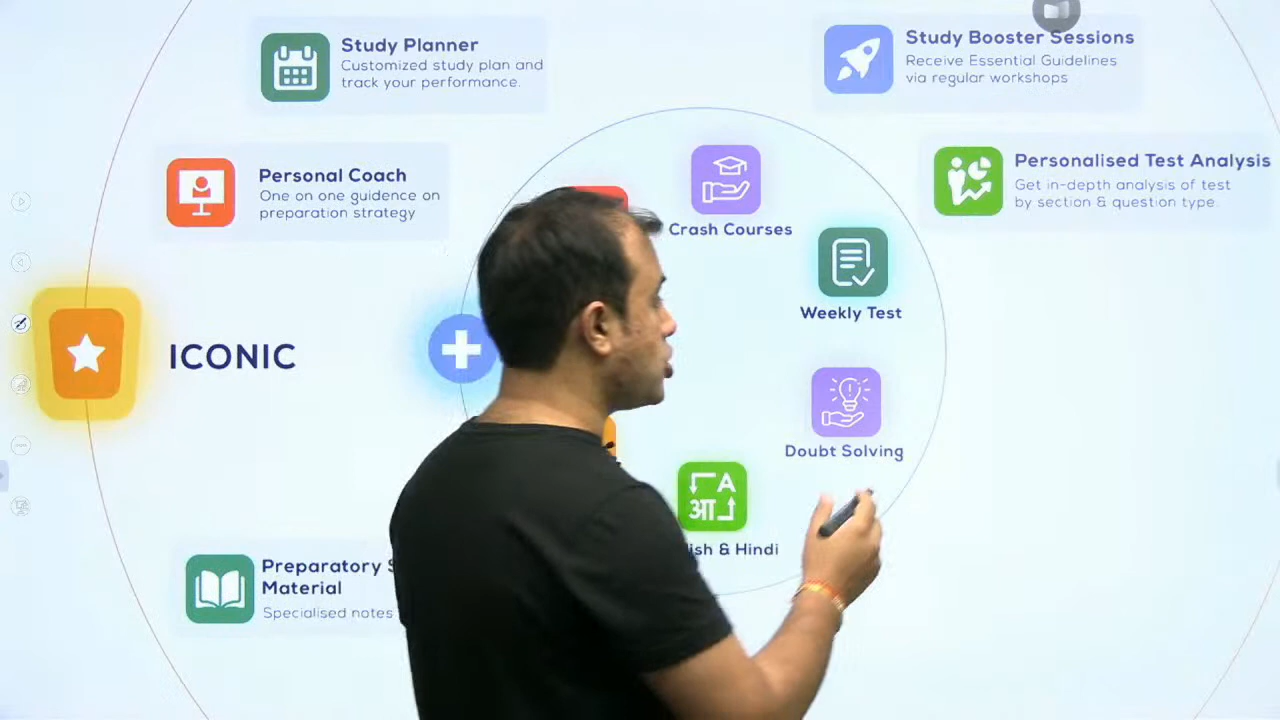 Study Planner
Customized study plan and
track your performance.
Study Booster Sessions
Receive Essential Guidelines
via regular workshops
Personal Coach
One on one guidance on
preparation strategy
Crash Courses
Personalised Test Analysis
Get in-depth analysis of test
by section & question type.
Weekly Test
ICONIC
Doubt Solving
A
आ
& Hindi
Preparatory
Material
Specialised notes